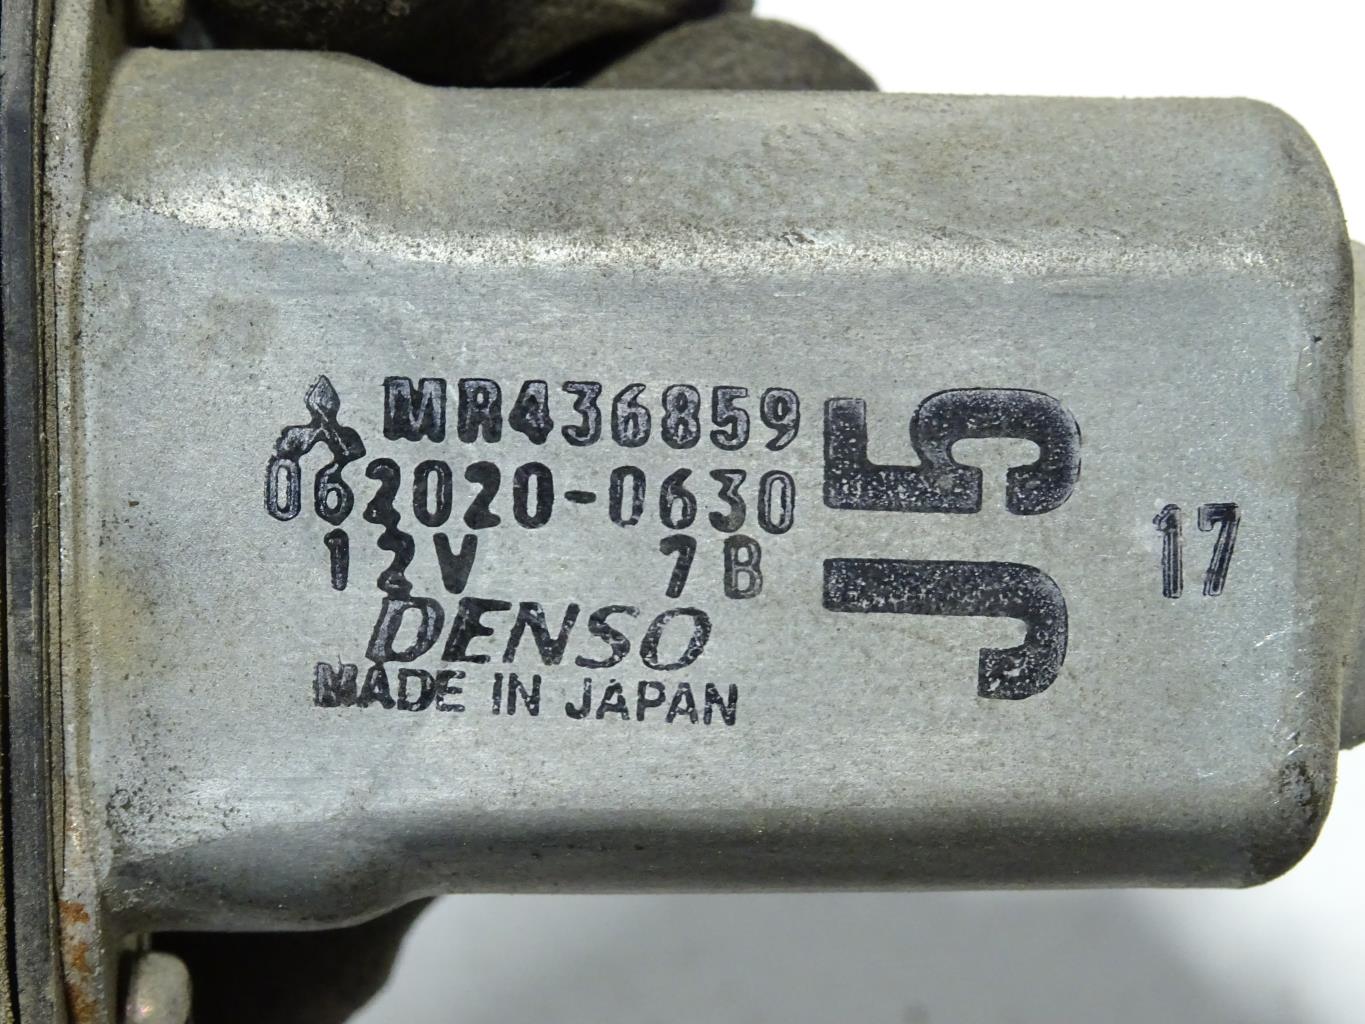 MR436859
062020-0630
12V 7B
DENSO
MADE IN JAPAN
J5
17